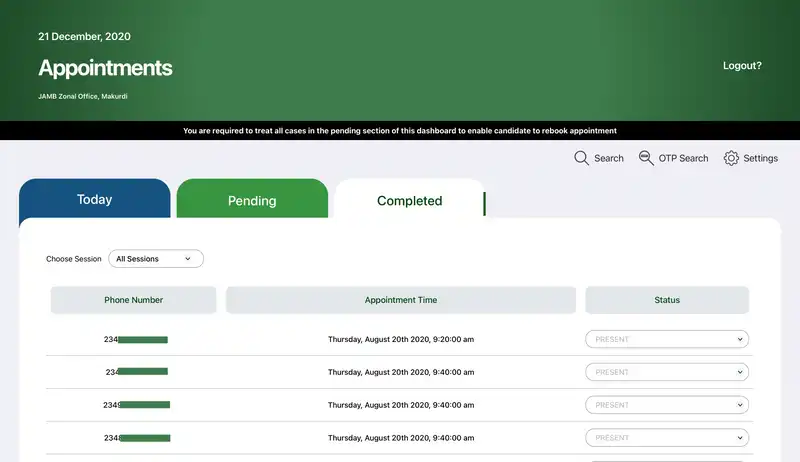 21 December, 2020
Appointments
Logout?
JAMB Zonal Office, Makurdi
You are required to treat all cases in the pending section of this dashboard to enable candidate to rebook appointment
Search OTP Search Settings
Today Pending Completed
Choose Session All Sessions
Phone Number Appointment Time Status
234 Thursday, August 20th 2020, 9:20:00 am PRESENT
234 Thursday, August 20th 2020, 9:40:00 am PRESENT
2349 Thursday, August 20th 2020, 9:40:00 am PRESENT
234 Thursday, August 20th 2020, 9:40:00 am PRESENT